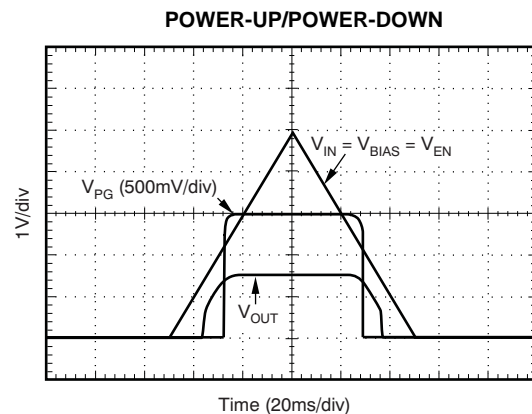 POWER-UP/POWER-DOWN
V_IN = V_BIAS = V_EN
V_PG (500mV/div)
1V/div
V_OUT
Time (20ms/div)